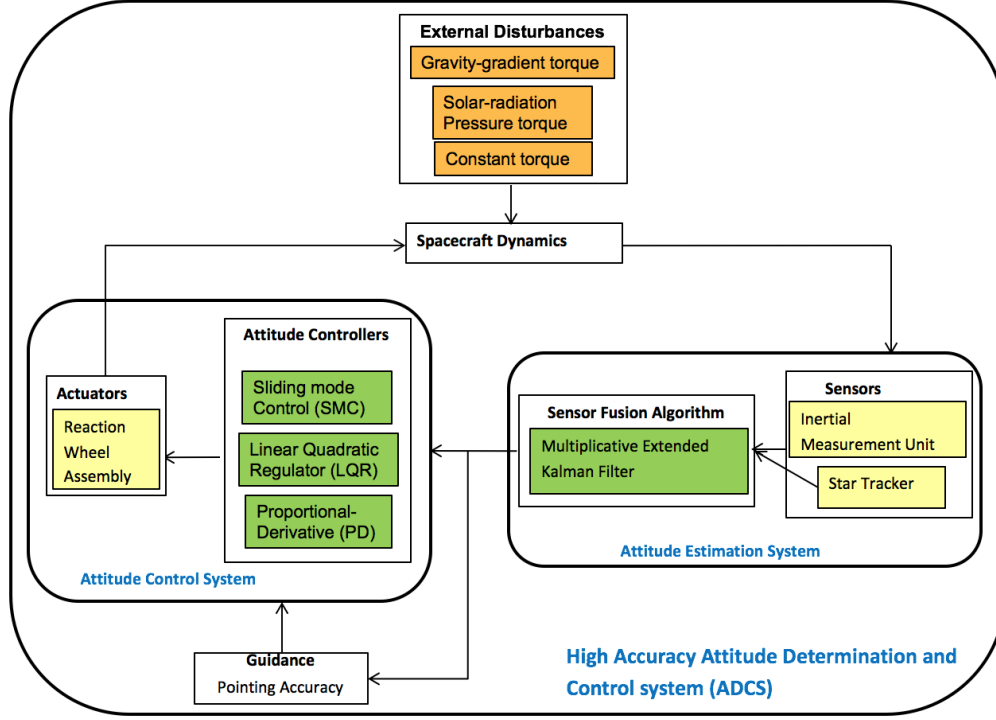 External Disturbances
Gravity-gradient torque
Solar-radiation
Pressure torque
Constant torque
Spacecraft Dynamics
Attitude Controllers
Sliding mode
Control (SMC)
Linear Quadratic
Regulator (LQR)
Proportional-
Derivative (PD)
Actuators
Reaction
Wheel
Assembly
Attitude Control System
Sensor Fusion Algorithm
Multiplicative Extended
Kalman Filter
Sensors
Inertial
Measurement Unit
Star Tracker
Attitude Estimation System
Guidance
Pointing Accuracy
High Accuracy Attitude Determination and
Control system (ADCS)